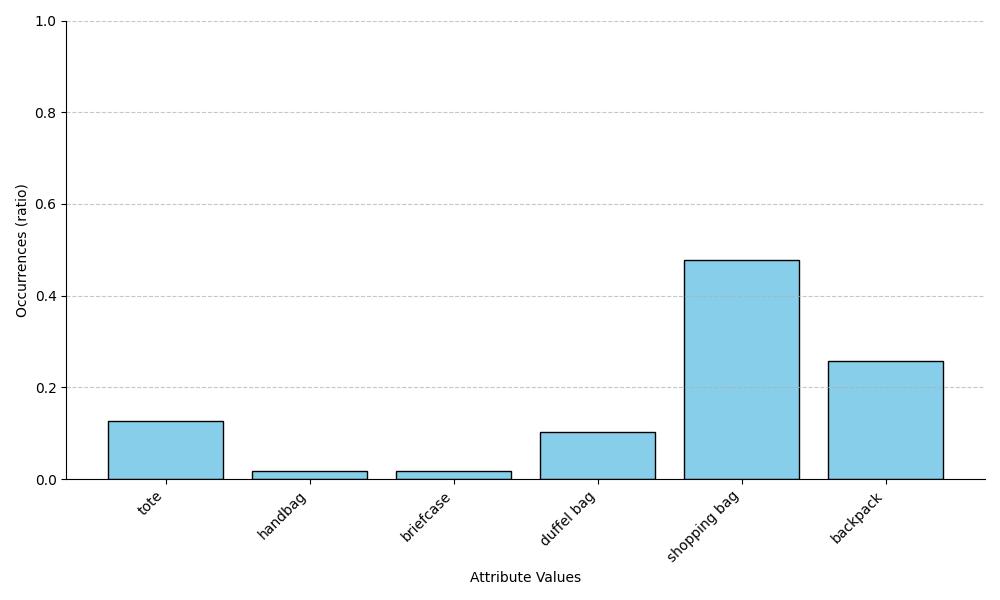 1.0
0.8
0.6
0.4
0.2
0.0
Occurrences (ratio)
tote
handbag
briefcase
duffel bag
shopping bag
backpack
Attribute Values